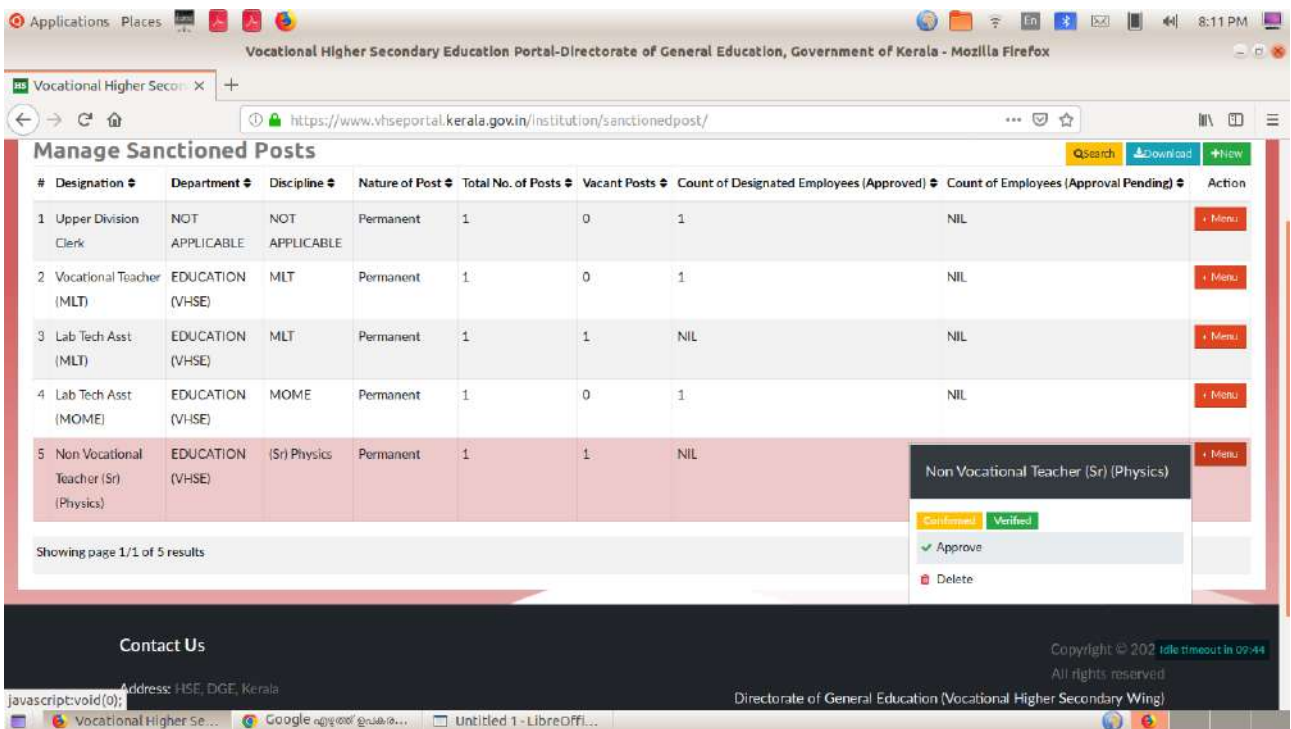 Applications Places En 8:11 PM
Vocational Higher Secondary Education Portal-Directorate of General Education, Government of Kerala - Mozilla Firefox
HS Vocational Higher Secon
https://www.vhseportal.kerala.gov.in/institution/sanctionedpost/
Manage Sanctioned Posts
Search Download +New
# Designation Department Discipline Nature of Post Total No. of Posts Vacant Posts Count of Designated Employees (Approved) Count of Employees (Approval Pending) Action
1 Upper Division NOT NOT Permanent 1 0 1 NIL Menu
Clerk APPLICABLE APPLICABLE
2 Vocational Teacher EDUCATION MLT Permanent 1 0 1 NIL Menu
(MLT) (VHSE)
3 Lab Tech Asst EDUCATION MLT Permanent 1 1 NIL NIL Menu
(MLT) (VHSE)
4 Lab Tech Asst EDUCATION MOME Permanent 1 0 1 NIL Menu
(MOME) (VHSE)
5 Non Vocational EDUCATION (Sr) Physics Permanent 1 1 NIL Menu
Teacher (Sr) (VHSE)
(Physics)
Non Vocational Teacher (Sr) (Physics)
Confirmed Verified
Approve
Delete
Showing page 1/1 of 5 results
Contact Us
Copyright © 202 Idle timeout in 09:44
All rights reserved
Address: HSE, DGE, Kerala
Directorate of General Education (Vocational Higher Secondary Wing)
javascript:void(0);
Vocational Higher Se... Google എഴുത്ത് ഉപകര... Untitled 1 - LibreOffi...